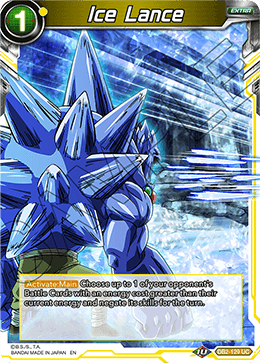 1
Ice Lance
EXTRA
Activate:Main Choose up to 1 of your opponent's
Battle Cards with an energy cost greater than their
current energy and negate its skills for the turn.
©B.S./S., T.A.
BANDAI MADE IN JAPAN EN
DB2-129 UC